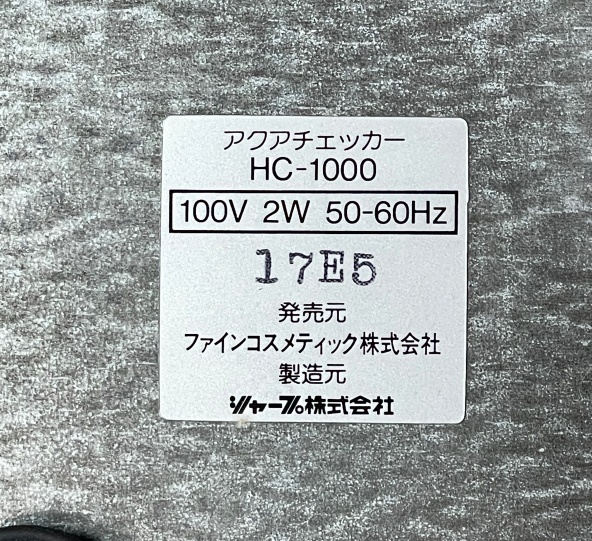 アクアチェッカー
HC-1000
100V 2W 50-60Hz
17E5
発売元
ファインコスメティック株式会社
製造元
シャープ株式会社